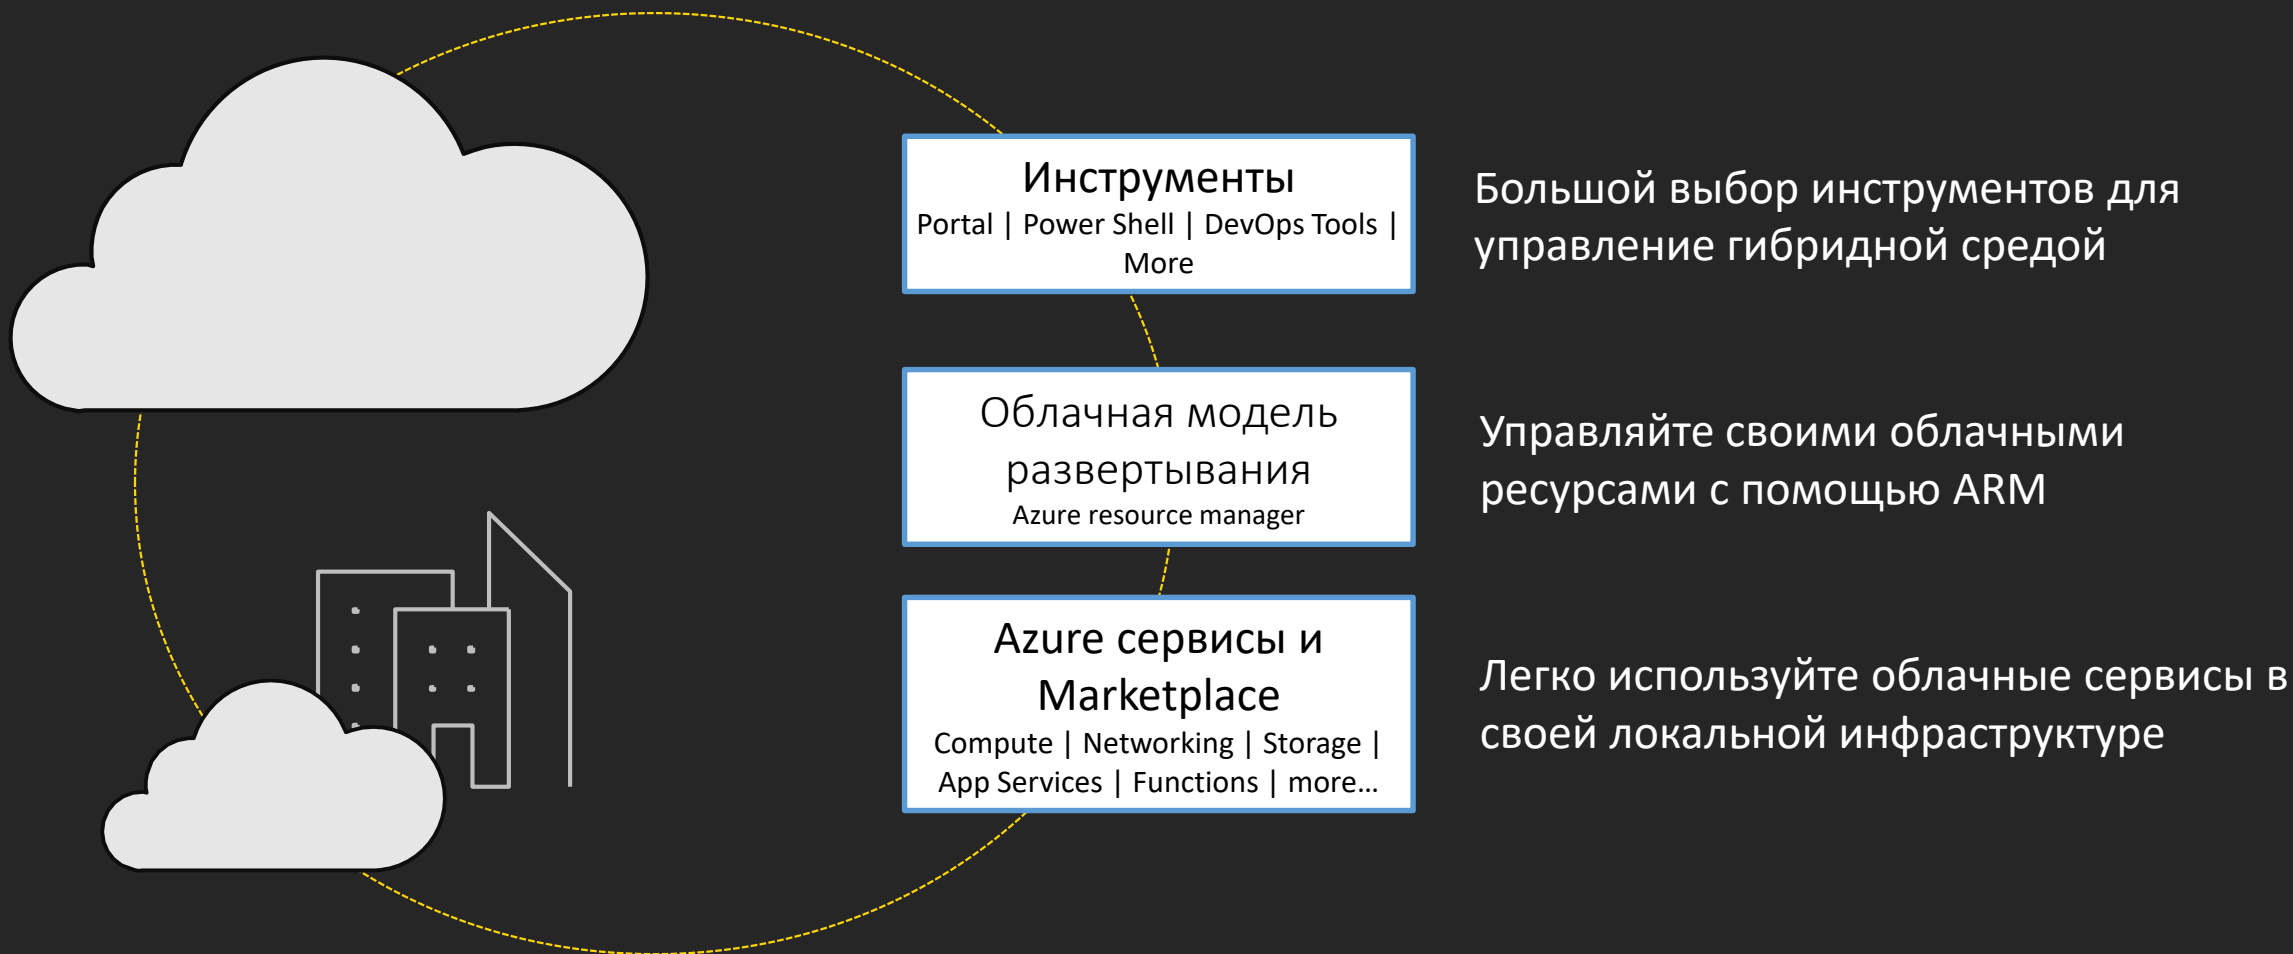 Инструменты
Portal | Power Shell | DevOps Tools |
More
Большой выбор инструментов для
управление гибридной средой
Облачная модель
развертывания
Azure resource manager
Управляйте своими облачными
ресурсами с помощью ARM
Azure сервисы и
Marketplace
Compute | Networking | Storage |
App Services | Functions | more…
Легко используйте облачные сервисы в
своей локальной инфраструктуре